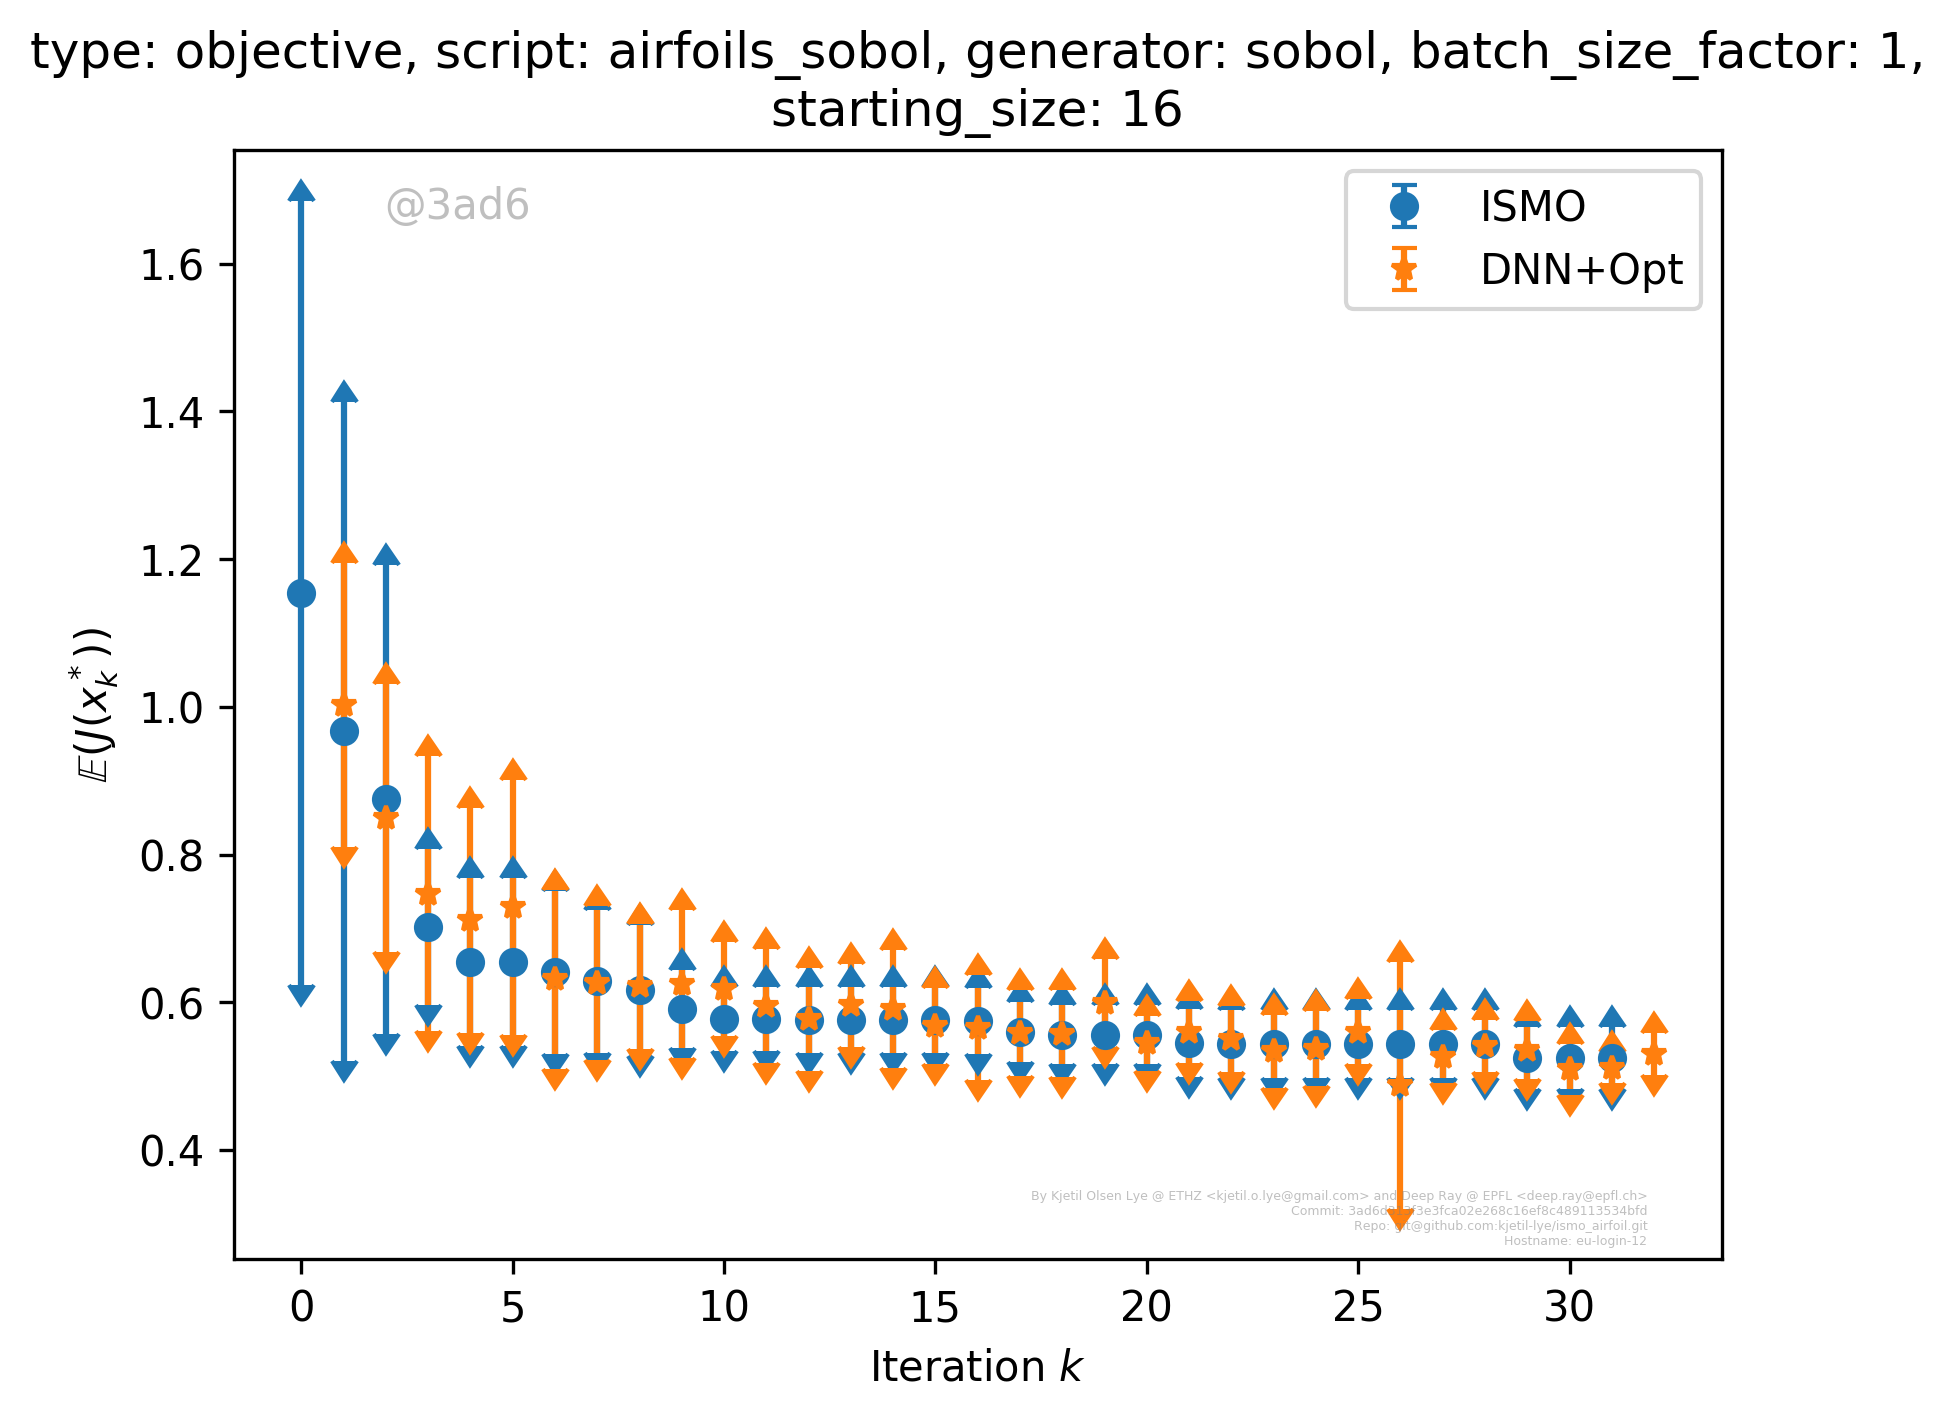 type: objective, script: airfoils_sobol, generator: sobol, batch_size_factor: 1,
starting_size: 16
@3ad6
ISMO
DNN+Opt
1.6
1.4
1.2
1.0
0.8
0.6
0.4
𝔼(J(x*k))
By Kjetil Olsen Lye @ ETHZ <kjetil.o.lye@gmail.com> and Deep Ray @ EPFL <deep.ray@epfl.ch>
Commit:
Repo: git@github.com:kjetil-lye/ismo_airfoil.git
Hostname: eu-login-12
0 5 10 15 20 25 30
Iteration k